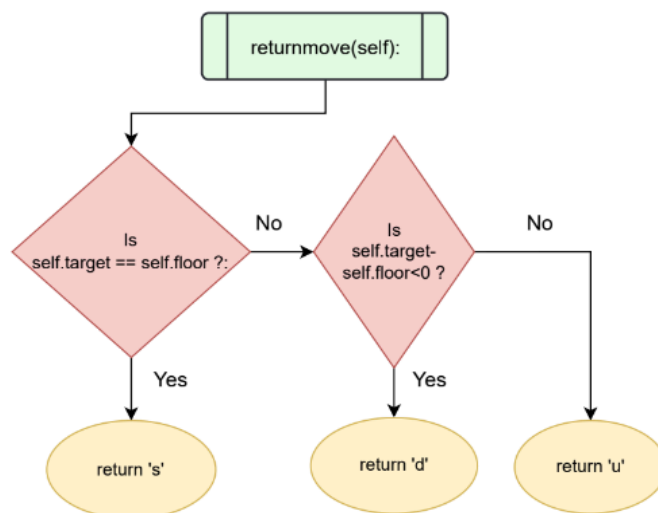 returnmove(self):
Is
self.target == self.floor ?:
No
Is
self.target-
self.floor<0 ?
No
Yes
Yes
return 's'
return 'd'
return 'u'